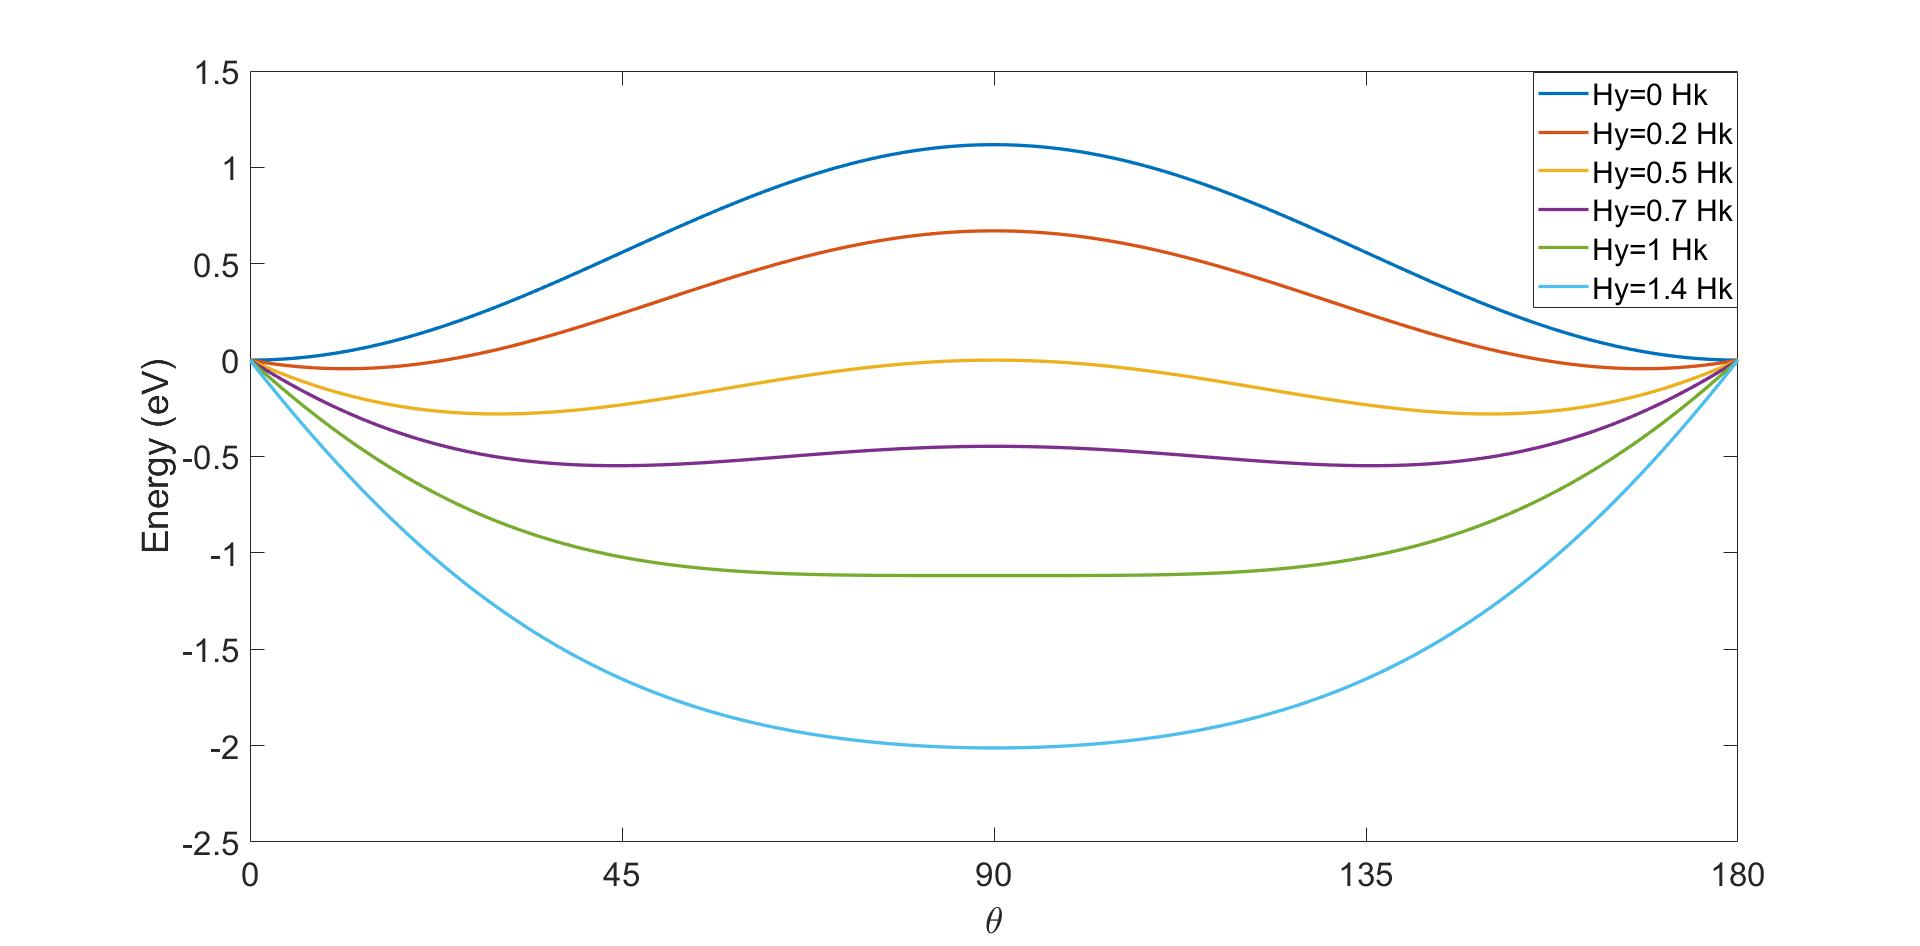 1.5
1
0.5
0
-0.5
-1
-1.5
-2
-2.5
Energy (eV)
0 45 90 135 180
θ
Hy=0 Hk
Hy=0.2 Hk
Hy=0.5 Hk
Hy=0.7 Hk
Hy=1 Hk
Hy=1.4 Hk